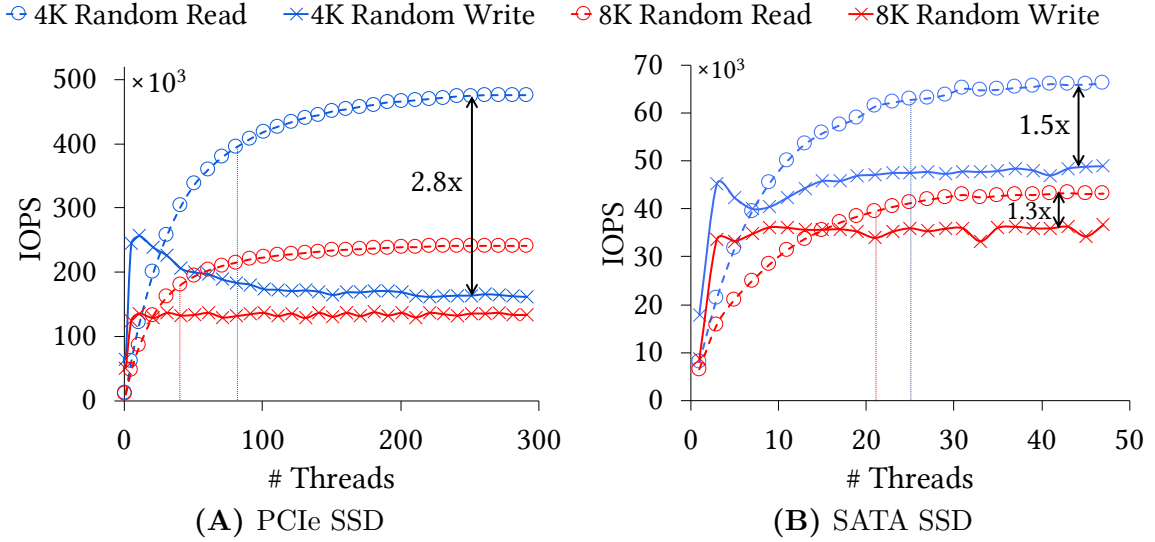 4K Random Read 4K Random Write 8K Random Read 8K Random Write
×10³
500
400
300
200
100
0
IOPS
2.8x
0 100 200 300
# Threads
(A) PCIe SSD
×10³
70
60
50
40
30
20
10
0
IOPS
1.5x
1.3x
0 10 20 30 40 50
# Threads
(B) SATA SSD